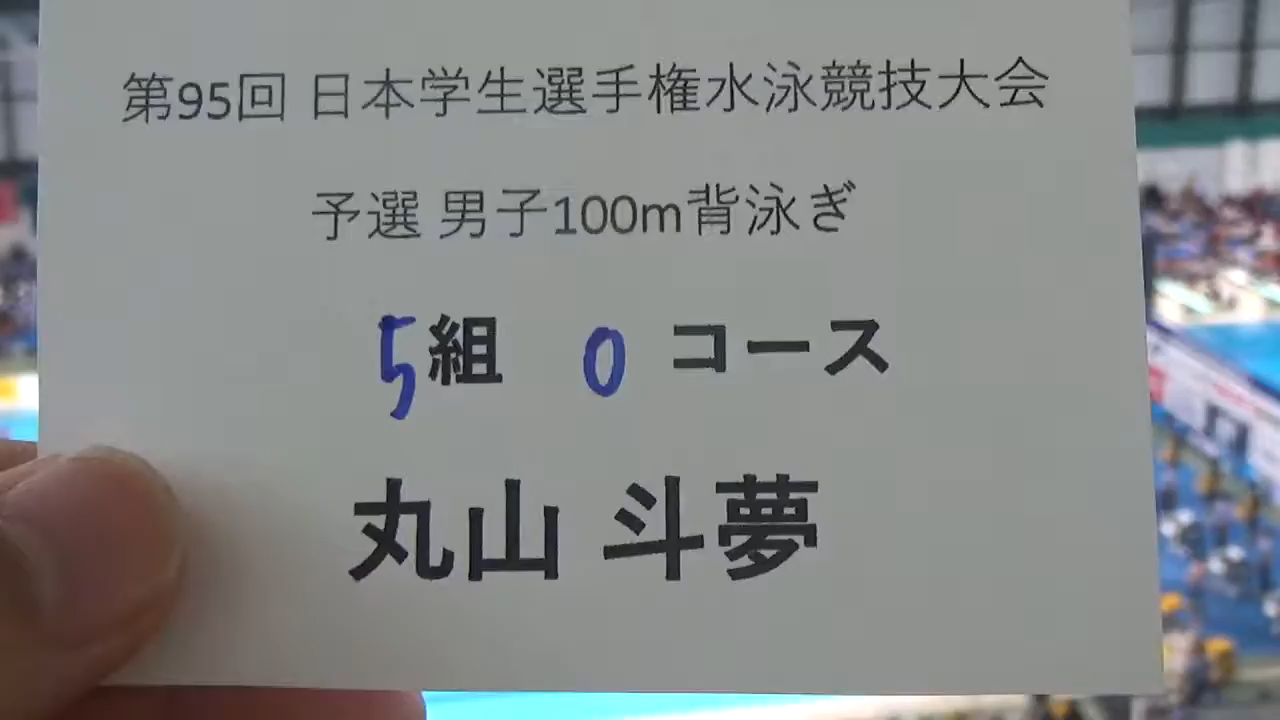 第95回 日本学生選手権水泳競技大会
予選 男子100m背泳ぎ
5組 0 コース
丸山 斗夢